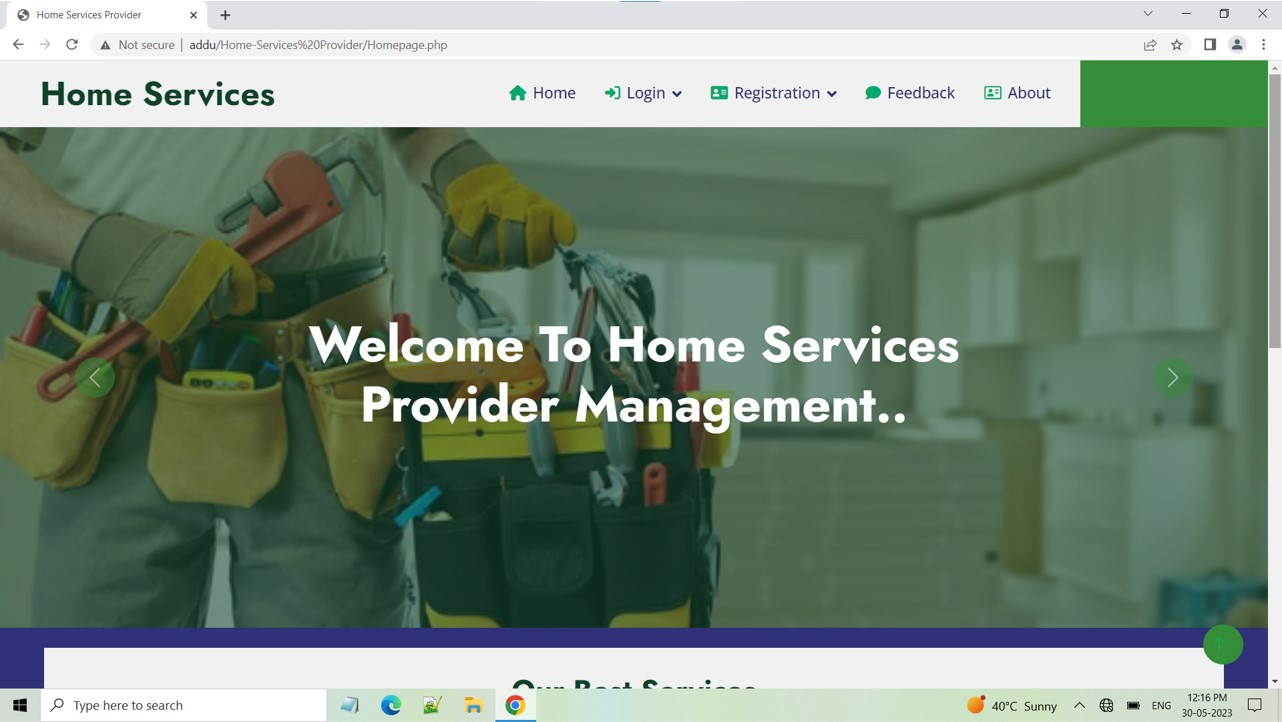 Home Services Provider
Not secure | addu/Home-Services%20Provider/Homepage.php
Home Services
Home
Login
Registration
Feedback
About
Welcome To Home Services
Provider Management..
Our Best Services
Type here to search
40°C Sunny
ENG
12:16 PM
30-05-2023